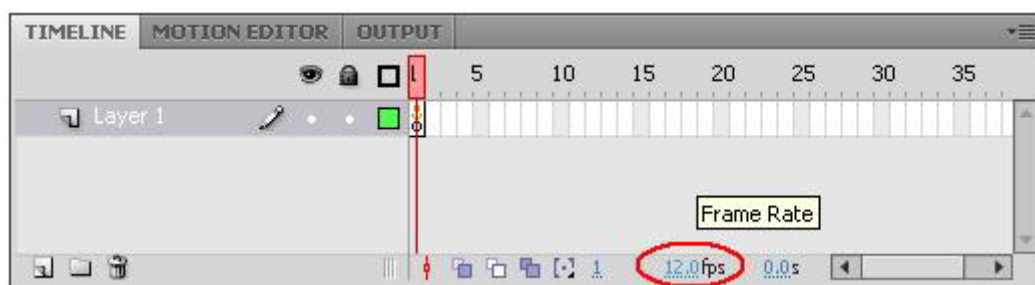 TIMELINE MOTION EDITOR OUTPUT
1 5 10 15 20 25 30 35
Layer 1
Frame Rate
1 12.0fps 0.0s